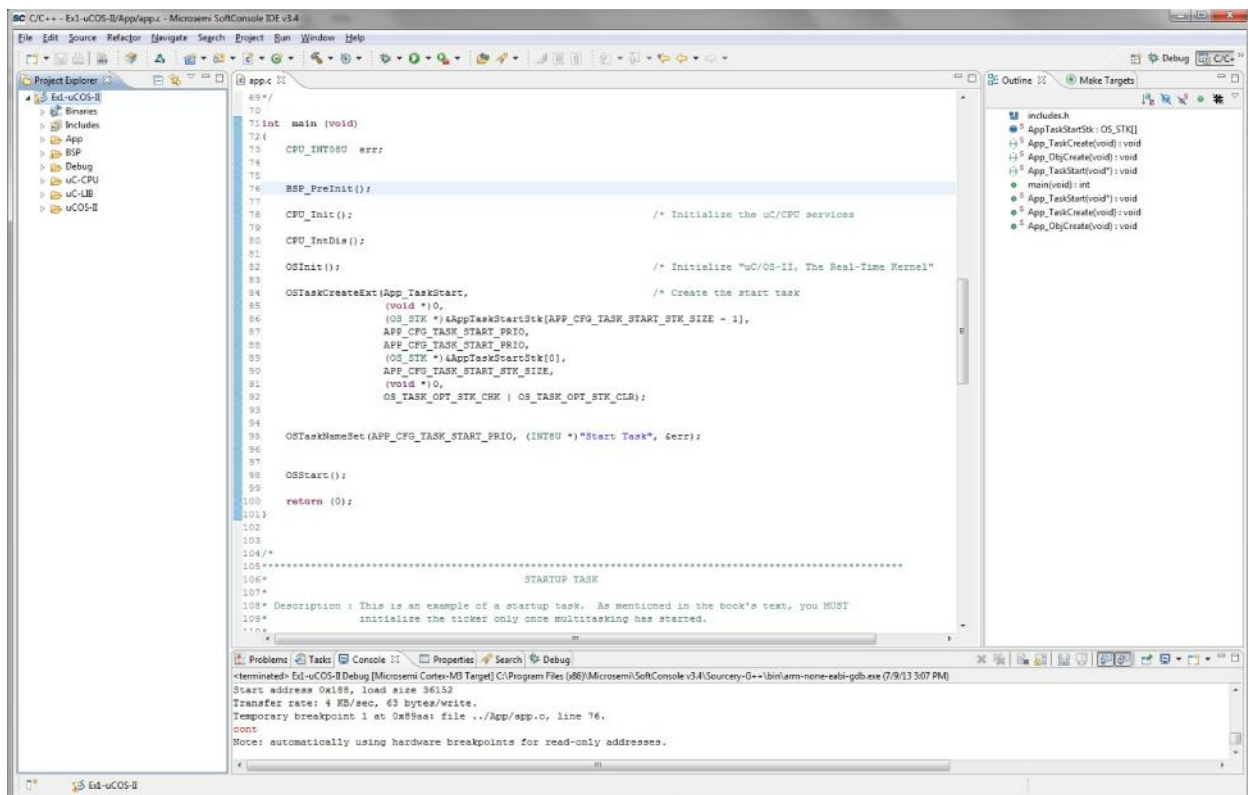 C/C++ - Ex1-uCOS-II/App/app.c - Microsemi SoftConsole IDE v3.4
File Edit Source Refactor Navigate Search Project Run Window Help
Debug C/C+
Project Explorer
Ex1-uCOS-II
Binaries
Includes
App
BSP
Debug
uC-CPU
uC-LIB
uCOS-II
app.c
69*/
70
71int main (void)
72{
73 CPU_INT08U err;
74
75
76 BSP_PreInit();
77
78 CPU_Init(); /* Initialize the uC/CPU services
79
80 CPU_IntDis();
81
82 OSInit(); /* Initialize "uC/OS-II, The Real-Time Kernel"
83
84 OSTaskCreateExt(App_TaskStart, /* Create the start task
85 (void *)0,
86 (OS_STK *)&AppTaskStartStk[APP_CFG_TASK_START_STK_SIZE - 1],
87 APP_CFG_TASK_START_PRIO,
88 APP_CFG_TASK_START_PRIO,
89 (OS_STK *)&AppTaskStartStk[0],
90 APP_CFG_TASK_START_STK_SIZE,
91 (void *)0,
92 OS_TASK_OPT_STK_CHK | OS_TASK_OPT_STK_CLR);
93
94
95 OSTaskNameSet(APP_CFG_TASK_START_PRIO, (INT8U *)"Start Task", &err);
96
97
98 OSStart();
99
100 return (0);
101}
102
103
104/*
105*********************************************************************************************************
106* STARTUP TASK
107*
108* Description : This is an example of a startup task. As mentioned in the book's text, you MUST
109* initialize the ticker only once multitasking has started.
110*
Outline Make Targets
includes.h
AppTaskStartStk : OS_STK[]
App_TaskCreate(void) : void
App_ObjCreate(void) : void
App_TaskStart(void*) : void
main(void) : int
App_TaskStart(void*) : void
App_TaskCreate(void) : void
App_ObjCreate(void) : void
Problems Tasks Console Properties Search Debug
<terminated> Ex1-uCOS-II Debug [Microsemi Cortex-M3 Target] C:\Program Files (x86)\Microsemi\SoftConsole v3.4\Sourcery-G++\bin\arm-none-eabi-gdb.exe (7/9/13 3:07 PM)
Start address 0x188, load size 36152
Transfer rate: 4 KB/sec, 63 bytes/write.
Temporary breakpoint 1 at 0x89aa: file ../App/app.c, line 76.
cont
Note: automatically using hardware breakpoints for read-only addresses.
Ex1-uCOS-II